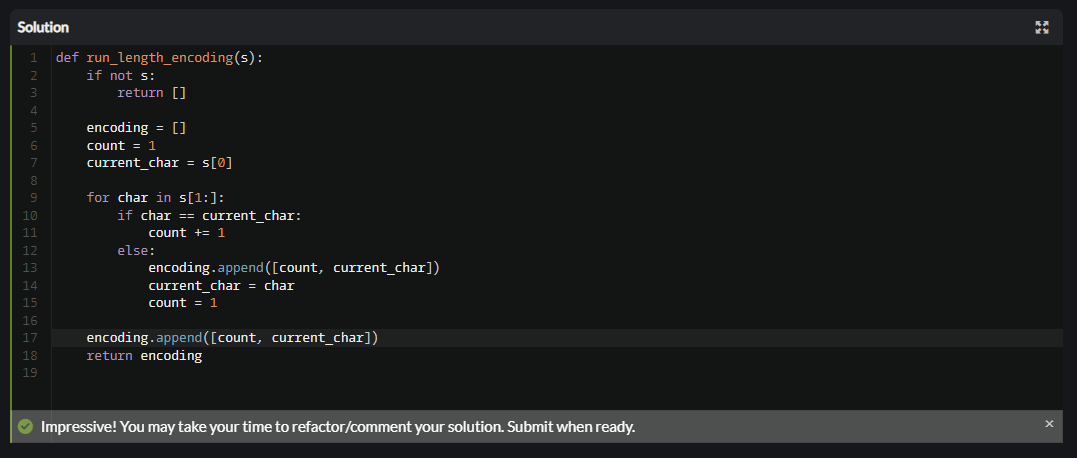 Solution
1 def run_length_encoding(s):
2     if not s:
3         return []
4
5     encoding = []
6     count = 1
7     current_char = s[0]
8
9     for char in s[1:]:
10         if char == current_char:
11             count += 1
12         else:
13             encoding.append([count, current_char])
14             current_char = char
15             count = 1
16
17     encoding.append([count, current_char])
18     return encoding
19
Impressive! You may take your time to refactor/comment your solution. Submit when ready.